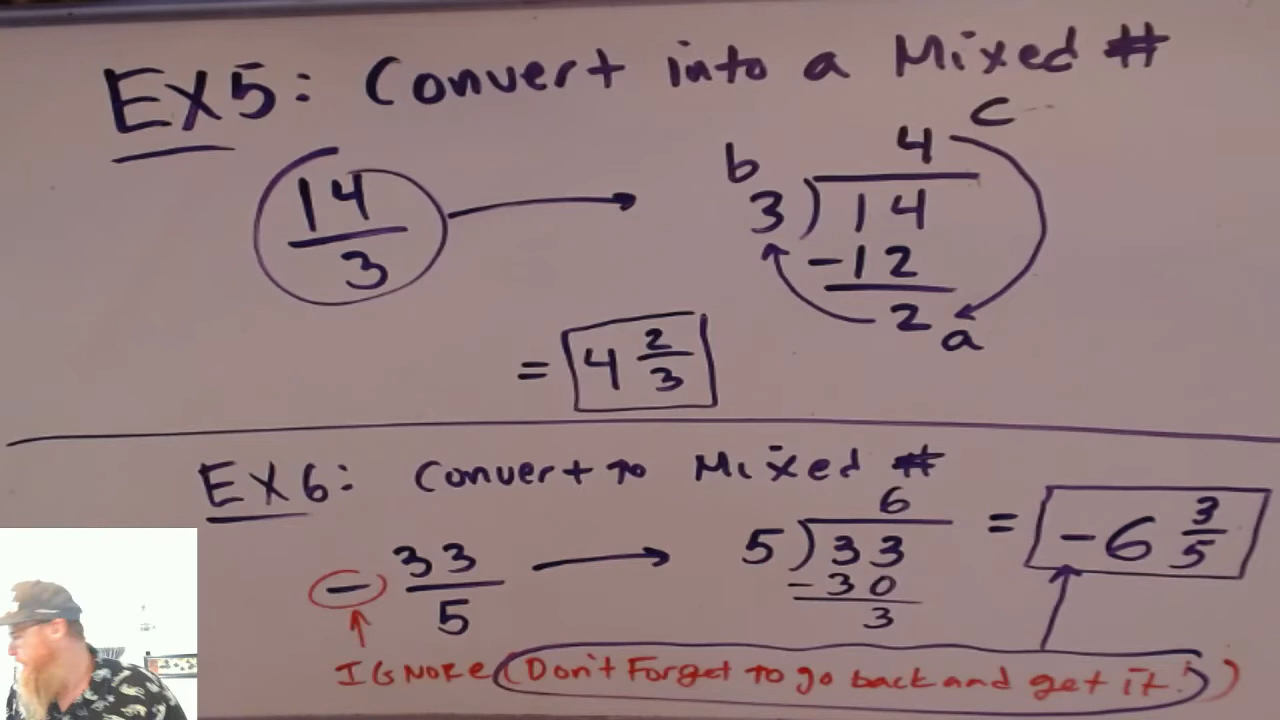 EX5: Convert into a Mixed #
14/3 → 
4 c
b 3) 14
-12
2 a
= 4 2/3
EX6: Convert to Mixed #
6
- 33/5 → 5) 33 = -6 3/5
-30
3
IGNORE (Don't Forget to go back and get it!)